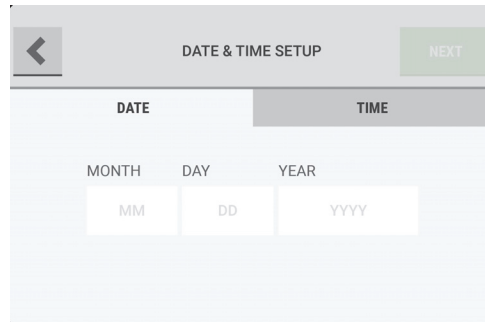 DATE & TIME SETUP NEXT
DATE TIME
MONTH DAY YEAR
MM DD YYYY